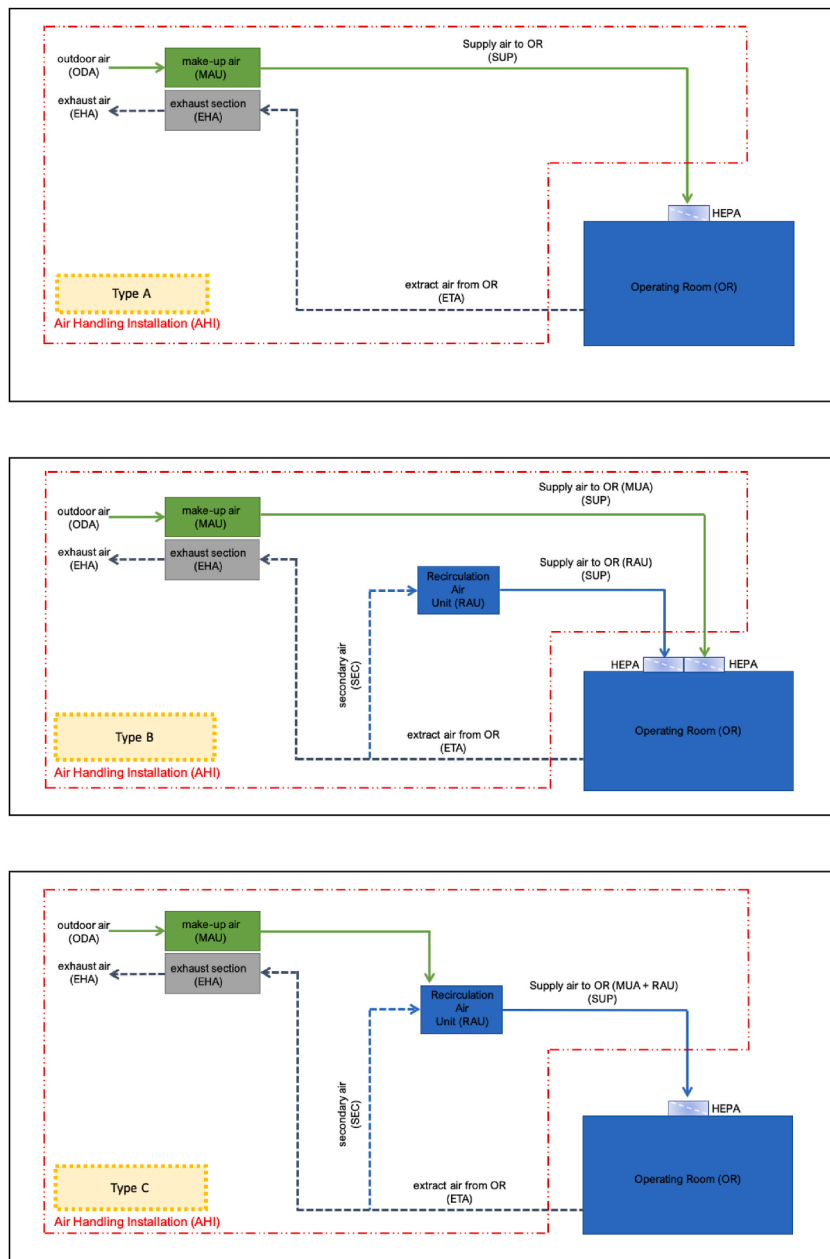 Supply air to OR
(SUP)
outdoor air
(ODA)
make-up air
(MAU)
exhaust air
(EHA)
exhaust section
(EHA)
HEPA
Operating Room (OR)
extract air from OR
(ETA)
Type A
Air Handling Installation (AHI)
Supply air to OR (MUA)
(SUP)
outdoor air
(ODA)
make-up air
(MAU)
exhaust air
(EHA)
exhaust section
(EHA)
Supply air to OR (RAU)
(SUP)
Recirculation
Air
Unit (RAU)
secondary air
(SEC)
HEPA
HEPA
Operating Room (OR)
extract air from OR
(ETA)
Type B
Air Handling Installation (AHI)
outdoor air
(ODA)
make-up air
(MAU)
exhaust air
(EHA)
exhaust section
(EHA)
Recirculation
Air
Unit (RAU)
Supply air to OR (MUA + RAU)
(SUP)
secondary air
(SEC)
HEPA
Operating Room (OR)
extract air from OR
(ETA)
Type C
Air Handling Installation (AHI)